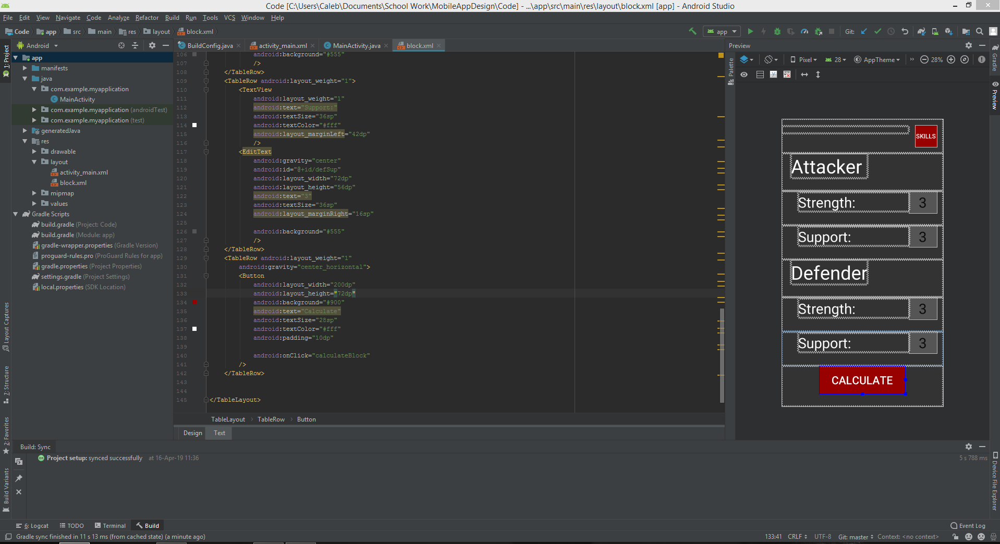 Code [C:\Users\Caleb\Documents\School Work\MobileAppDesign\Code] - ...\app\src\main\res\layout\block.xml [app] - Android Studio
File Edit View Navigate Code Analyze Refactor Build Run Tools VCS Window Help
Code app src main res layout block.xml app Git:
1: Project
Android
app
manifests
java
com.example.myapplication
MainActivity
com.example.myapplication (androidTest)
com.example.myapplication (test)
generatedJava
res
drawable
layout
activity_main.xml
block.xml
mipmap
values
Gradle Scripts
build.gradle (Project: Code)
build.gradle (Module: app)
gradle-wrapper.properties (Gradle Version)
proguard-rules.pro (ProGuard Rules for app)
gradle.properties (Project Properties)
settings.gradle (Project Settings)
local.properties (SDK Location)
Layout Captures
7: Structure
2: Favorites
Build Variants
BuildConfig.java activity_main.xml MainActivity.java block.xml
106 android:background="#555"
107 />
108 </TableRow>
109 <TableRow android:layout_weight="1">
110 <TextView
111 android:layout_weight="1"
112 android:text="Support:"
113 android:textSize="36sp"
114 android:textColor="#fff"
115 android:layout_marginLeft="42dp"
116 />
117 <EditText
118 android:gravity="center"
119 android:id="@+id/defSup"
120 android:layout_width="72dp"
121 android:layout_height="56dp"
122 android:text="3"
123 android:textSize="36sp"
124 android:layout_marginRight="16sp"
125
126 android:background="#555"
127 />
128 </TableRow>
129 <TableRow android:layout_weight="1"
130 android:gravity="center_horizontal">
131 <Button
132 android:layout_width="200dp"
133 android:layout_height="72dp"
134 android:background="#900"
135 android:text="Calculate"
136 android:textSize="28sp"
137 android:textColor="#fff"
138 android:padding="10dp"
139
140 android:onClick="calculateBlock"
141 />
142 </TableRow>
143
144
145 </TableLayout>
TableLayout TableRow Button
Design Text
Preview
Palette
Pixel 28 AppTheme » 28%
SKILLS
Attacker
Strength: 3
Support: 3
Defender
Strength: 3
Support: 3
CALCULATE
Gradle
Preview
Device File Explorer
Build: Sync
OK Project setup: synced successfully at 16-Apr-19 11:36 5 s 788 ms
6: Logcat TODO Terminal Build Event Log
Gradle sync finished in 11 s 13 ms (from cached state) (a minute ago) 133:41 CRLF UTF-8 Git: master Context: <no context>